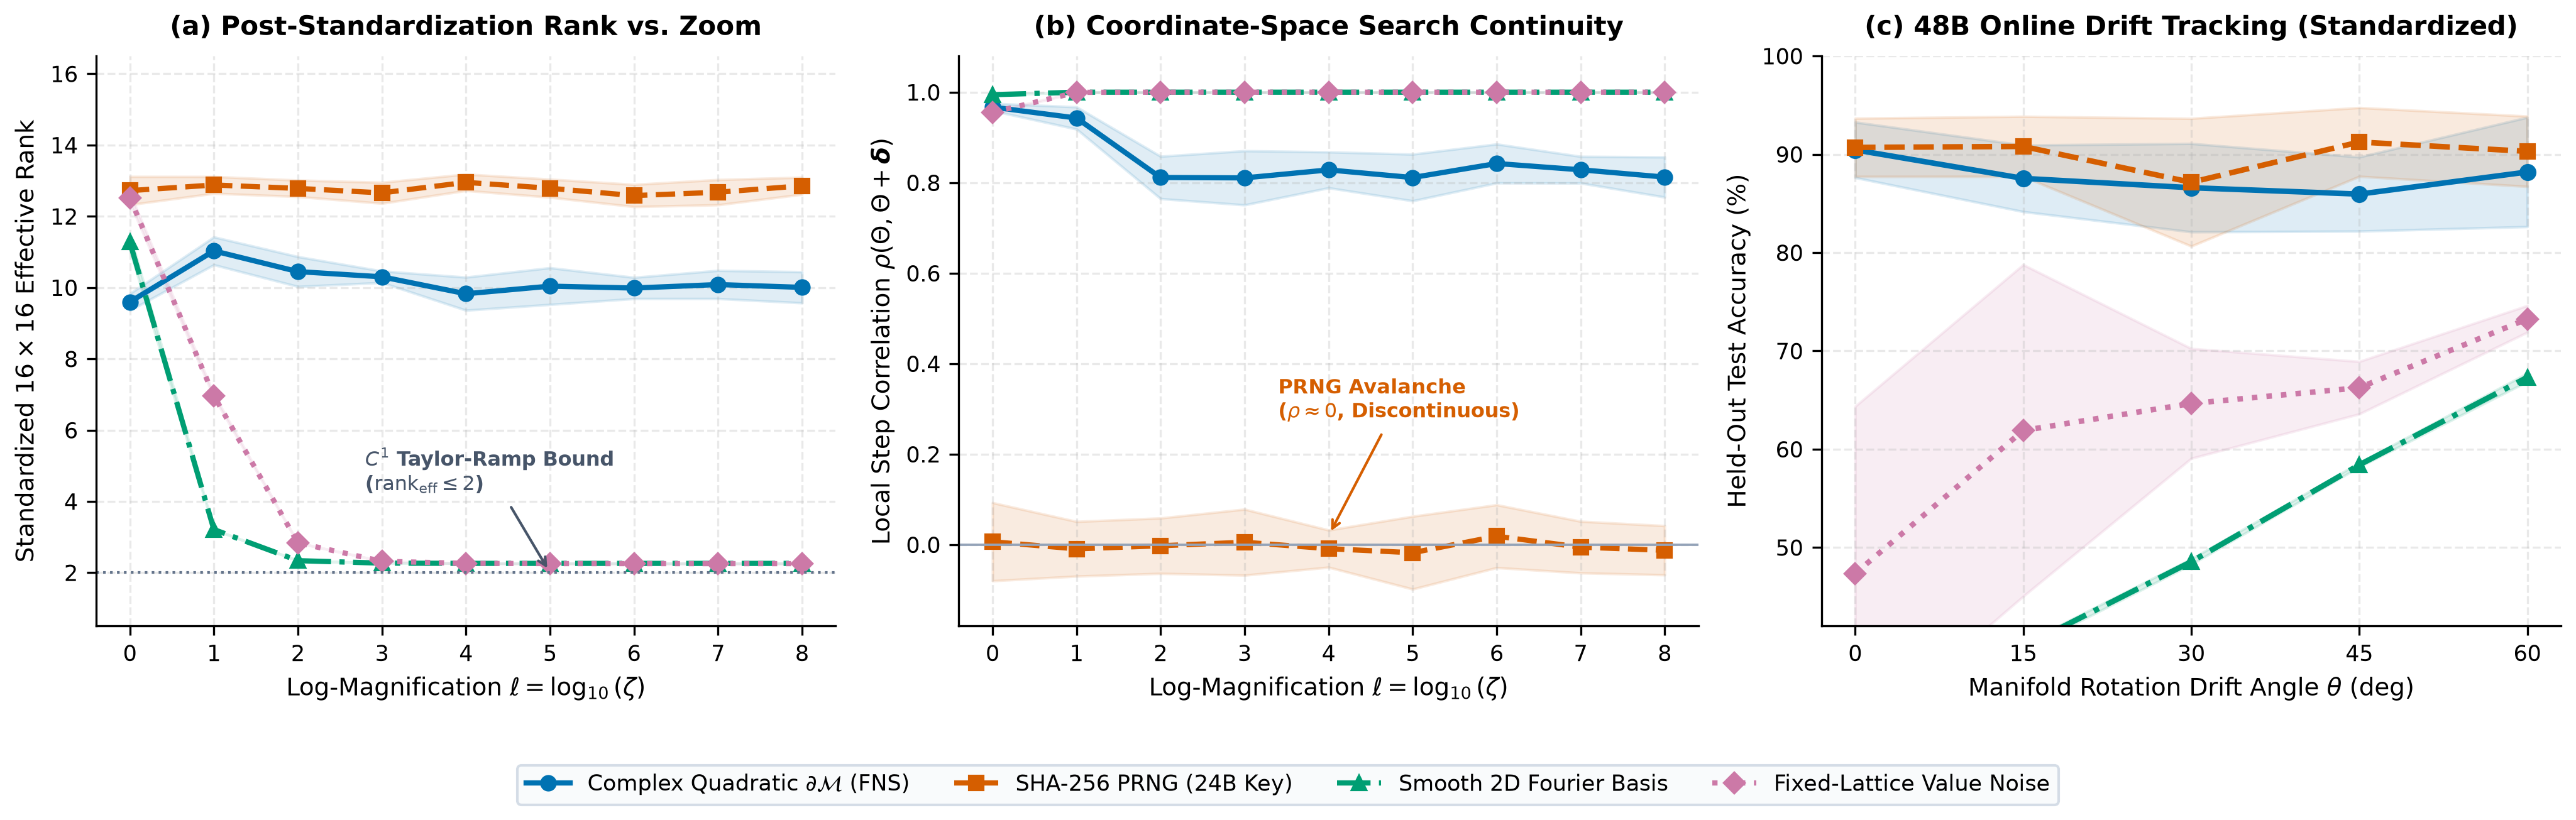 (a) Post-Standardization Rank vs. Zoom
Standardized 16 × 16 Effective Rank
16
14
12
10
8
6
4
2
C¹ Taylor-Ramp Bound
(rank_eff ≤ 2)
0 1 2 3 4 5 6 7 8
Log-Magnification ℓ = log₁₀ (ζ)
(b) Coordinate-Space Search Continuity
Local Step Correlation ρ(Θ, Θ + δ)
1.0
0.8
0.6
0.4
0.2
0.0
PRNG Avalanche
(ρ ≈ 0, Discontinuous)
0 1 2 3 4 5 6 7 8
Log-Magnification ℓ = log₁₀ (ζ)
(c) 48B Online Drift Tracking (Standardized)
Held-Out Test Accuracy (%)
100
90
80
70
60
50
0 15 30 45 60
Manifold Rotation Drift Angle θ (deg)
Complex Quadratic ∂ℳ (FNS)
SHA-256 PRNG (24B Key)
Smooth 2D Fourier Basis
Fixed-Lattice Value Noise